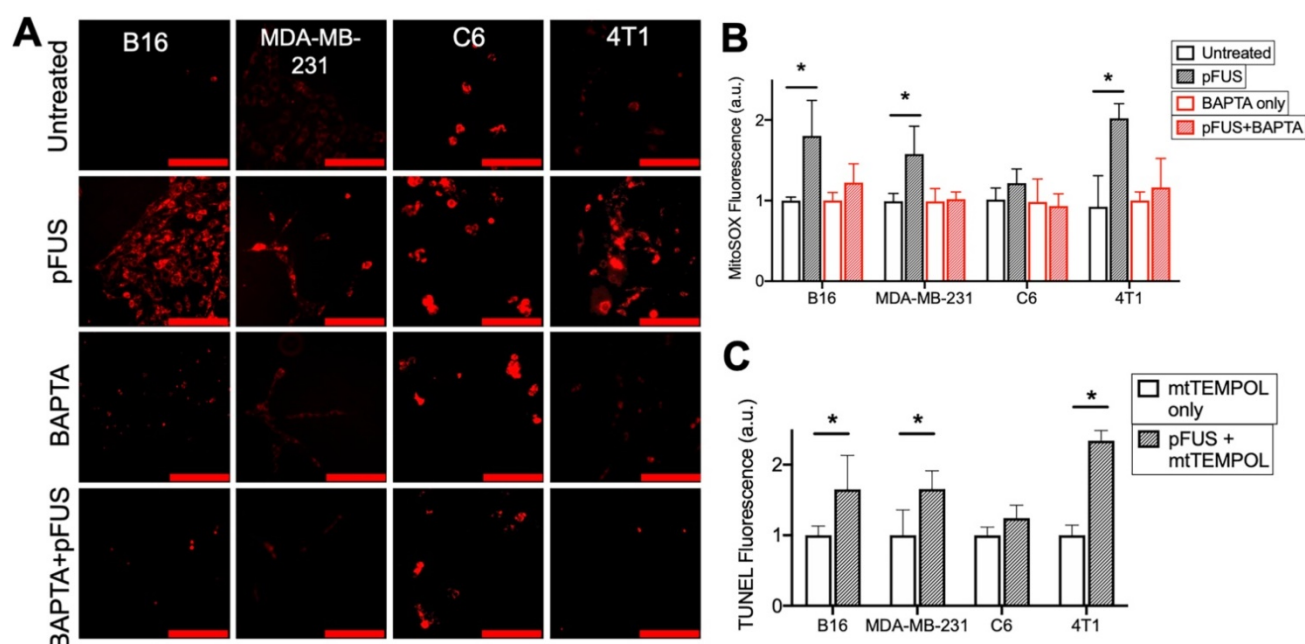 A
B16
MDA-MB-
231
C6
4T1
Untreated
pFUS
BAPTA
BAPTA+pFUS
B
Untreated
pFUS
BAPTA only
pFUS+BAPTA
MitoSOX Fluorescence (a.u.)
2
1
0
* * *
B16 MDA-MB-231 C6 4T1
C
mtTEMPOL
only
pFUS +
mtTEMPOL
TUNEL Fluorescence (a.u.)
2
1
0
* * *
B16 MDA-MB-231 C6 4T1